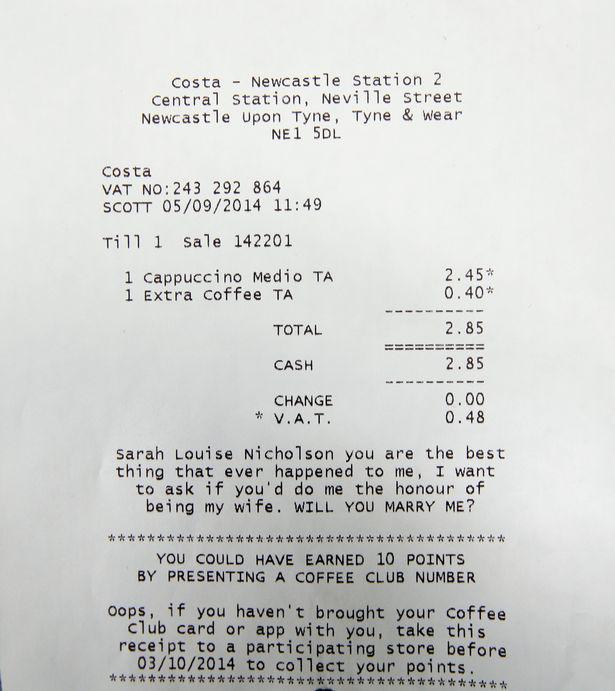 Costa - Newcastle Station 2
Central Station, Neville Street
Newcastle Upon Tyne, Tyne & Wear
NE1 5DL
Costa
VAT NO:243 292 864
SCOTT 05/09/2014 11:49
Till 1 Sale 142201
1 Cappuccino Medio TA 2.45*
1 Extra Coffee TA 0.40*
----------
TOTAL 2.85
==========
CASH 2.85
----------
CHANGE 0.00
* V.A.T. 0.48
Sarah Louise Nicholson you are the best
thing that ever happened to me, I want
to ask if you'd do me the honour of
being my wife. WILL YOU MARRY ME?
****************************************
YOU COULD HAVE EARNED 10 POINTS
BY PRESENTING A COFFEE CLUB NUMBER
Oops, if you haven't brought your Coffee
Club card or app with you, take this
receipt to a participating store before
03/10/2014 to collect your points.
****************************************